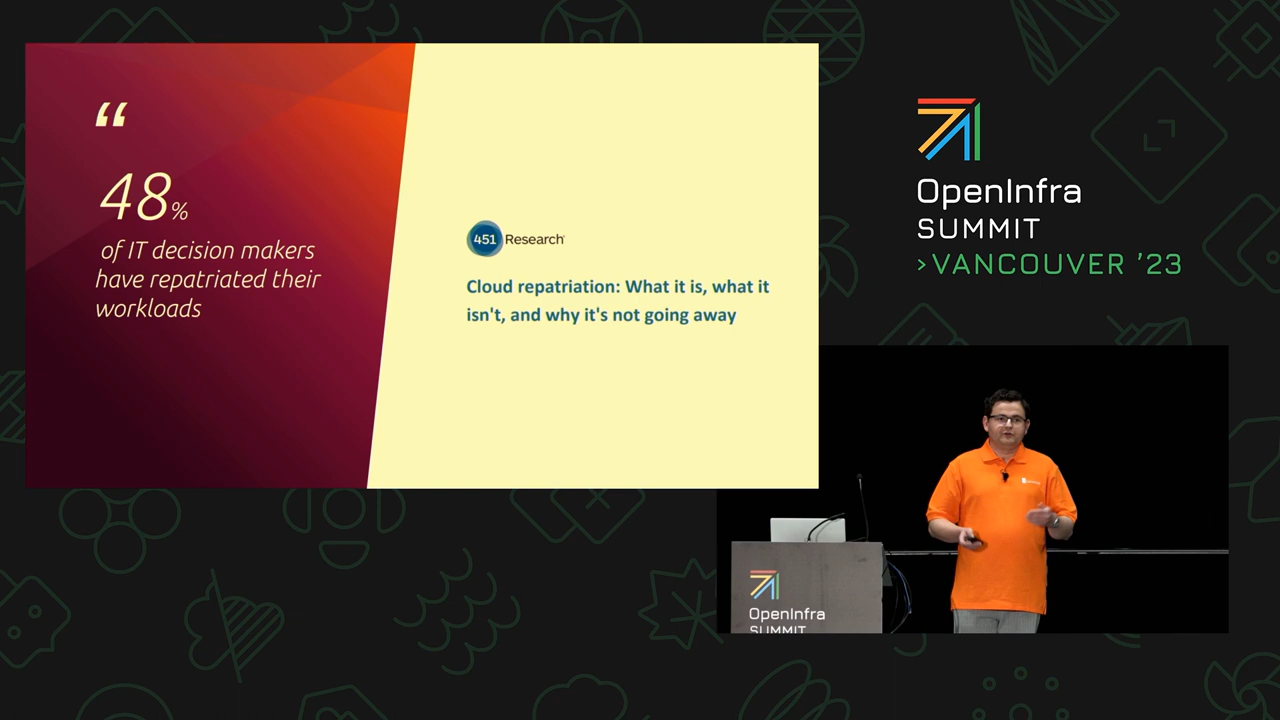 “
48%
of IT decision makers
have repatriated their
workloads
451 Research
Cloud repatriation: What it is, what it
isn't, and why it's not going away
OpenInfra
SUMMIT
>VANCOUVER '23
OpenInfra
SUMMIT